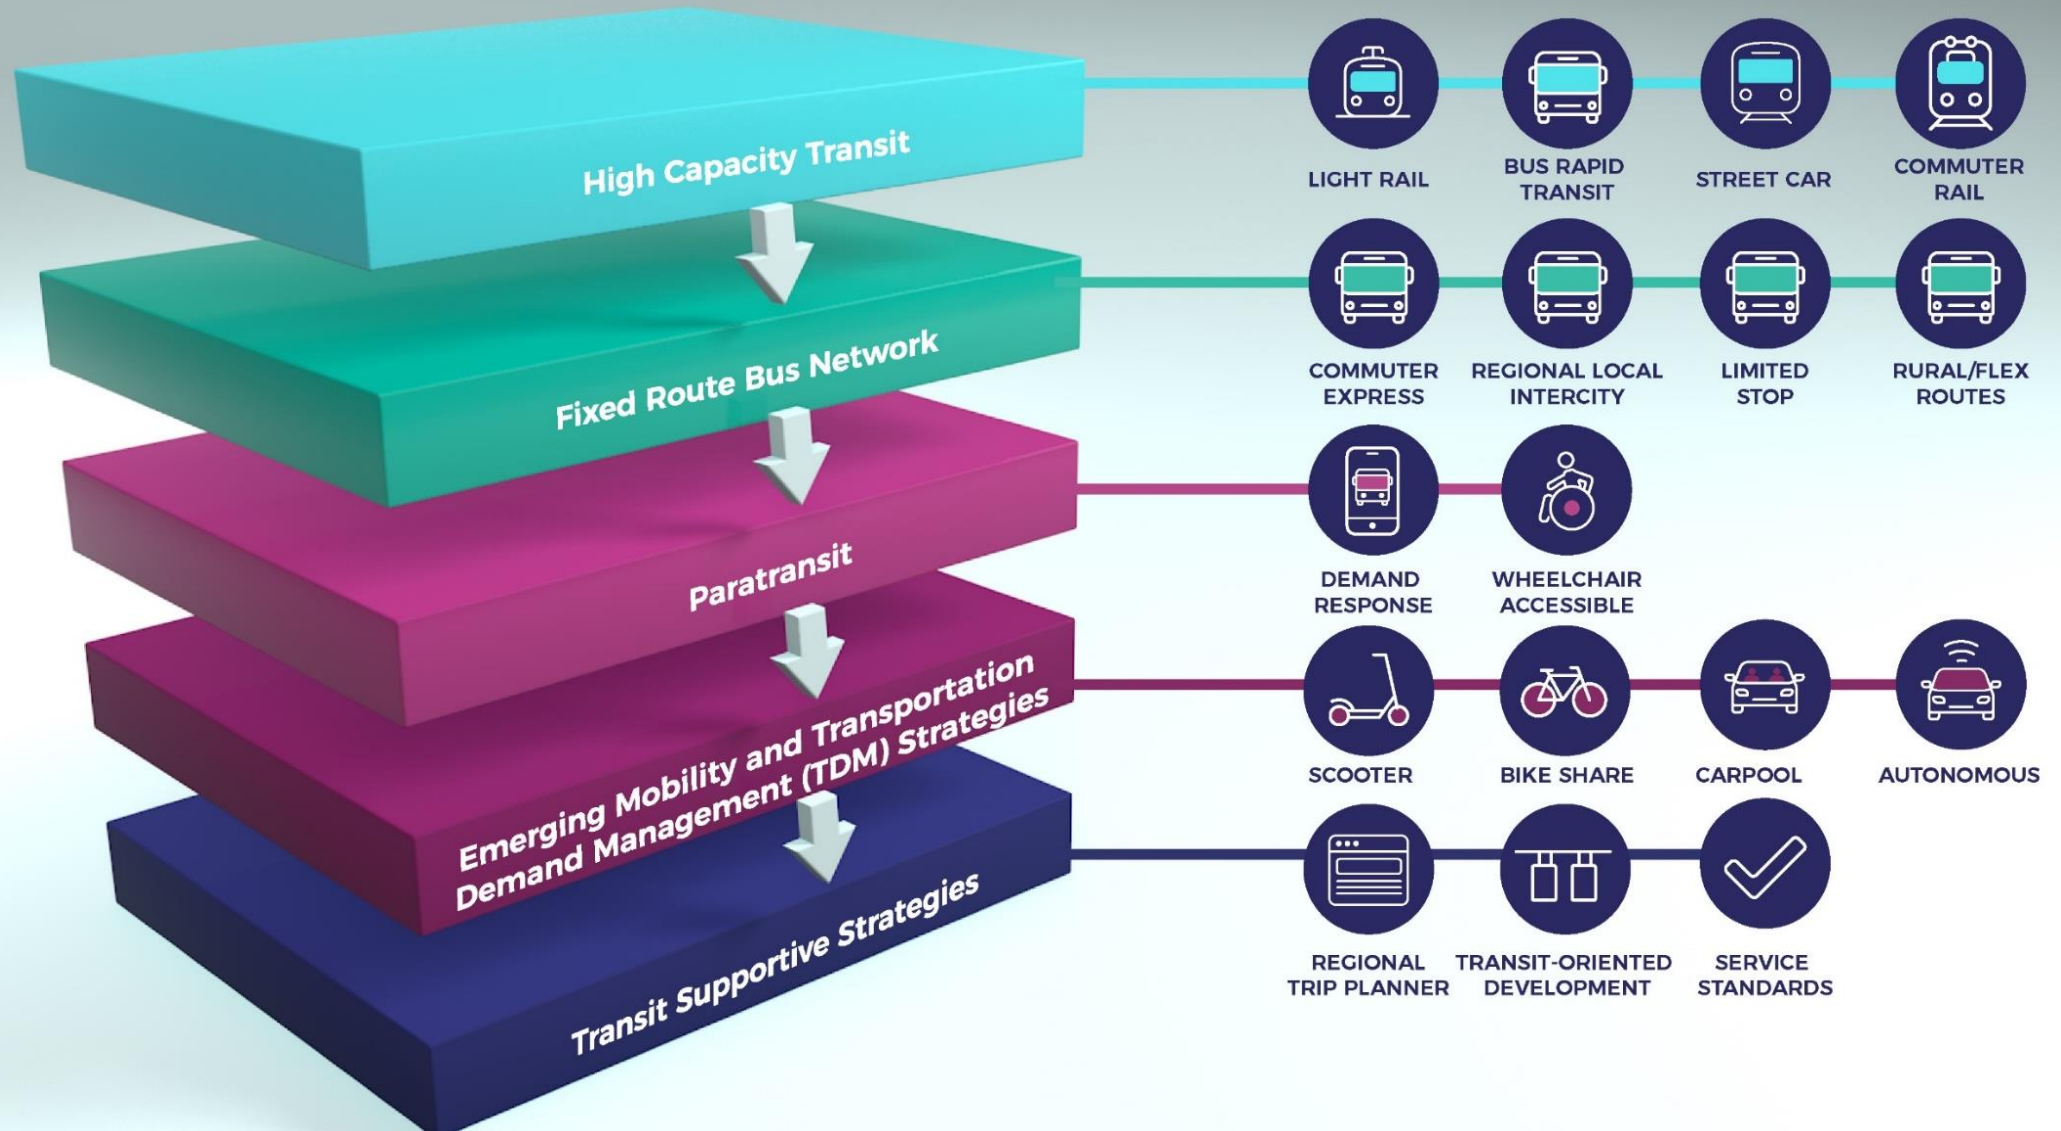 High Capacity Transit
LIGHT RAIL
BUS RAPID
TRANSIT
STREET CAR
COMMUTER
RAIL
Fixed Route Bus Network
COMMUTER
EXPRESS
REGIONAL LOCAL
INTERCITY
LIMITED
STOP
RURAL/FLEX
ROUTES
Paratransit
DEMAND
RESPONSE
WHEELCHAIR
ACCESSIBLE
Emerging Mobility and Transportation
Demand Management (TDM) Strategies
SCOOTER
BIKE SHARE
CARPOOL
AUTONOMOUS
Transit Supportive Strategies
REGIONAL
TRIP PLANNER
TRANSIT-ORIENTED
DEVELOPMENT
SERVICE
STANDARDS